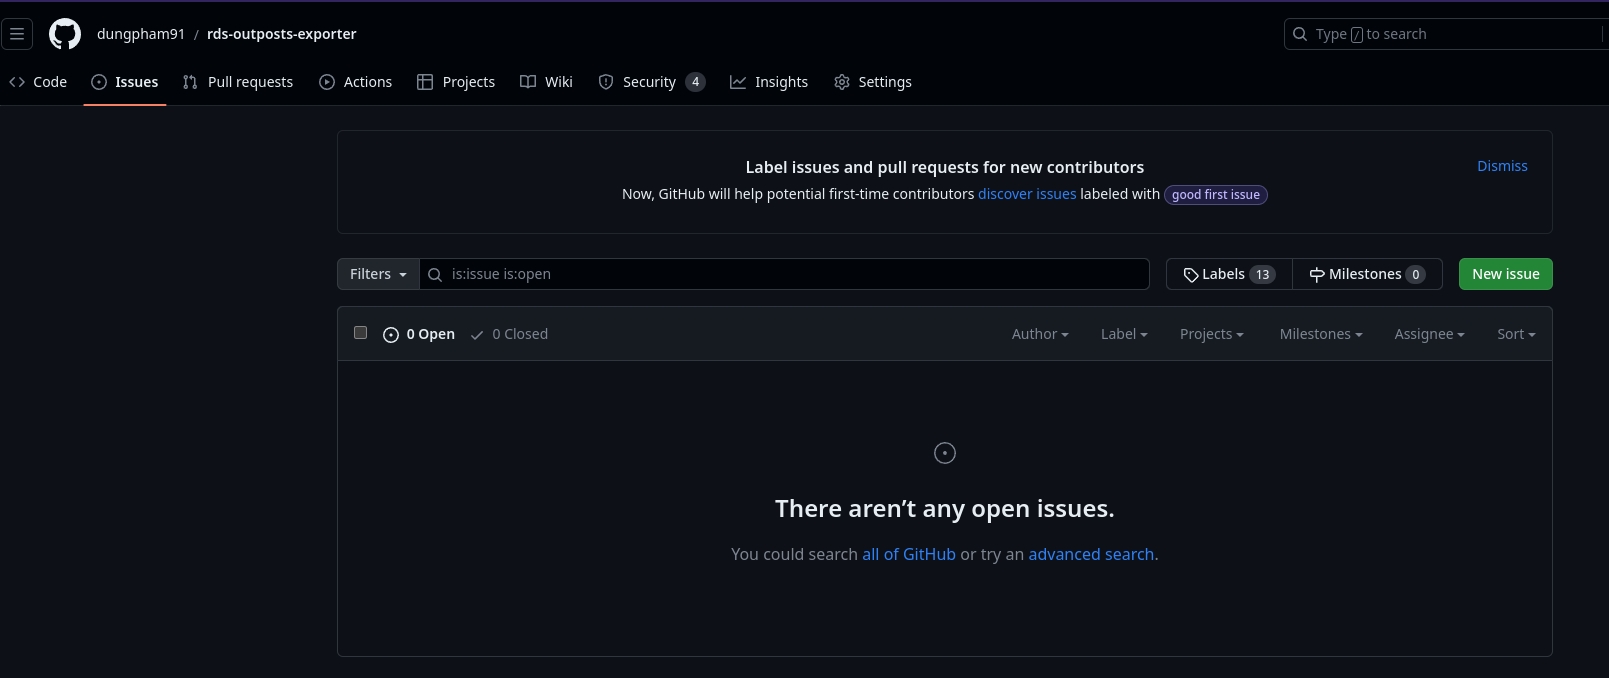 dungpham91 / rds-outposts-exporter
Type / to search
Code Issues Pull requests Actions Projects Wiki Security 4 Insights Settings
Label issues and pull requests for new contributors
Dismiss
Now, GitHub will help potential first-time contributors discover issues labeled with good first issue
Filters is:issue is:open Labels 13 Milestones 0 New issue
0 Open 0 Closed Author Label Projects Milestones Assignee Sort
There aren’t any open issues.
You could search all of GitHub or try an advanced search.